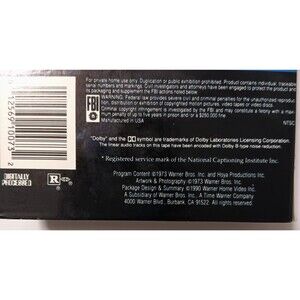 For private home use only. Duplication or public exhibition prohibited. Product contains individual, traceable
serial numbers and markings. Civil investigators and attorneys have been engaged to protect the product and
its packaging and supplement the FBI actions noted below.
WARNING: Federal law provides severe civil and criminal penalties for the unauthorized reproduction,
distribution or exhibition of copyrighted motion pictures, video tapes or video discs.
Criminal copyright infringement is investigated by the FBI and may constitute a felony with a
maximum penalty of up to five years in prison and or a $250,000 fine.
Manufactured in USA
NTSC
FBI
"Dolby" and the symbol are trademarks of Dolby Laboratories Licensing Corporation.
The linear audio tracks on this tape have been encoded with Dolby B-type noise reduction.
* Registered service mark of the National Captioning Institute Inc.
Program Content ©1973 Warner Bros. Inc. and Hoya Productions Inc.
Artwork & Photography ©1973 Warner Bros. Inc.
Package Design & Summary ©1990 Warner Home Video Inc.
A Subsidiary of Warner Bros. Inc. A Time Warner Company
4000 Warner Blvd., Burbank, CA 91522. All rights reserved.
DIGITALLY
PROCESSED
R